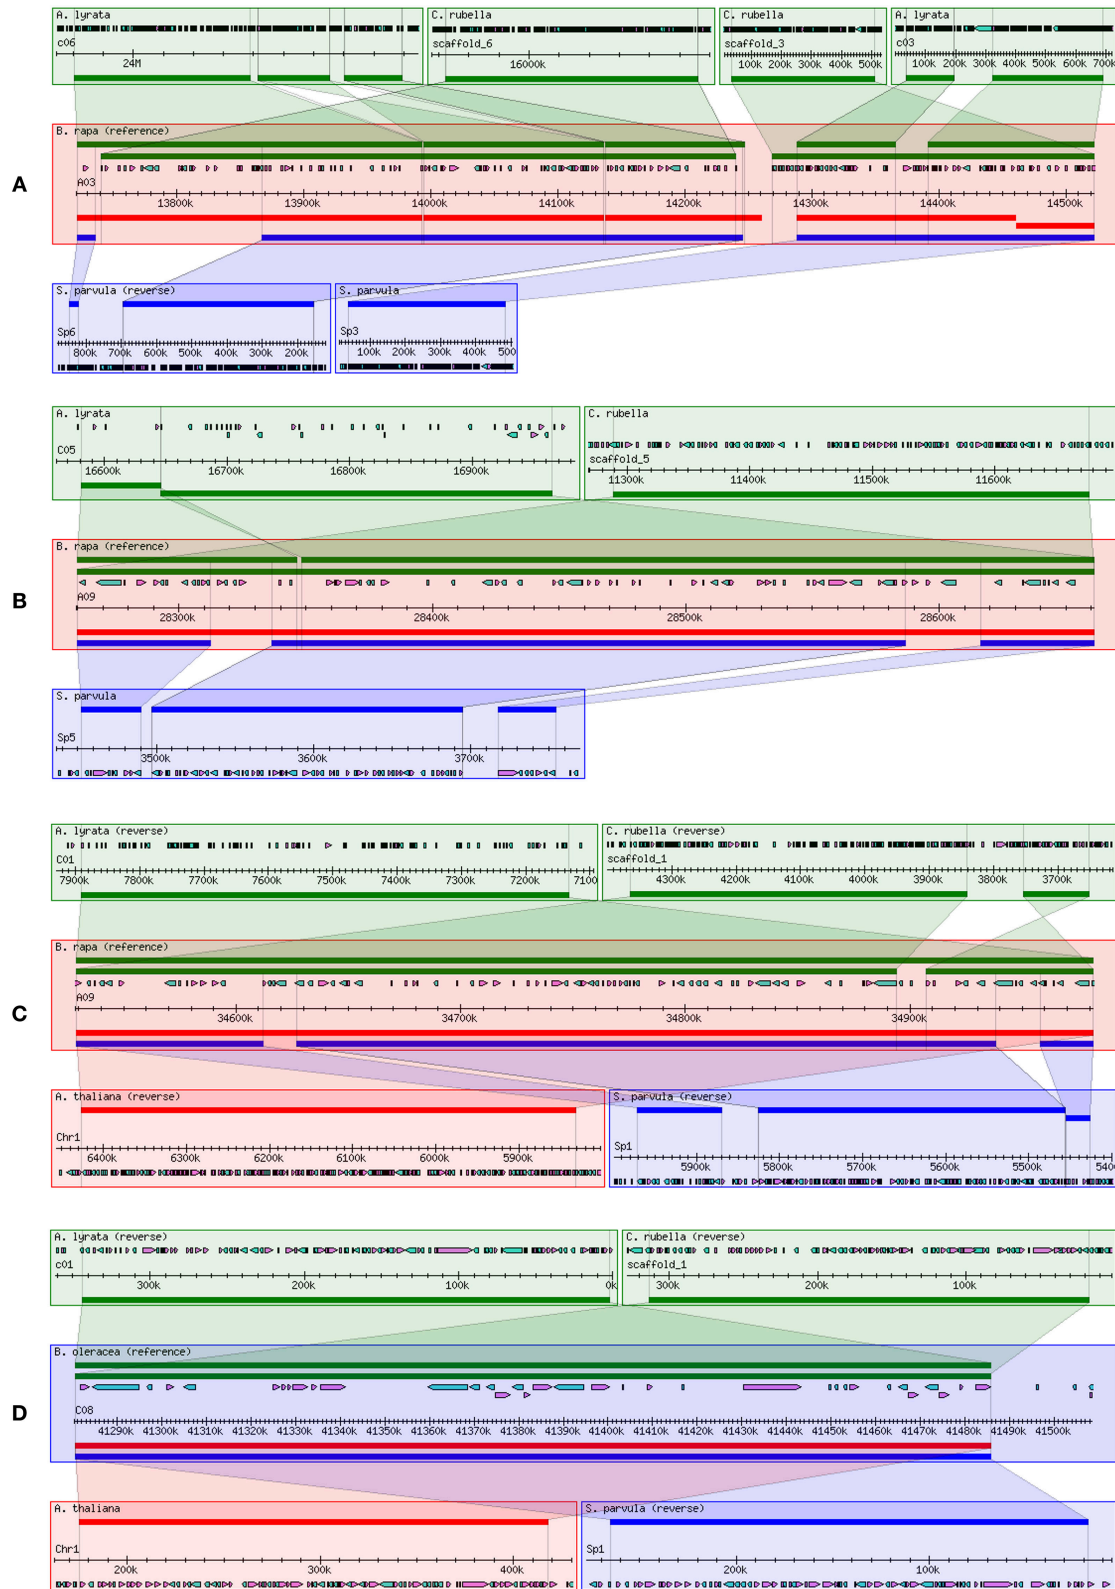 A. lyrata
C. rubella
C. rubella
A. lyrata
c06
scaffold_6
scaffold_3
c03
24M
16000k
100k 200k 300k 400k 500k
100k 200k 300k 400k 500k 600k 700k
B. rapa (reference)
A
A03
13800k 13900k 14000k 14100k 14200k 14300k 14400k 14500k
S. parvula (reverse)
S. parvula
Sp6
Sp3
800k 700k 600k 500k 400k 300k 200k
100k 200k 300k 400k 500
A. lyrata
C. rubella
C05
scaffold_5
16600k 16700k 16800k 16900k
11300k 11400k 11500k 11600k
B. rapa (reference)
B
A09
28300k 28400k 28500k 28600k
S. parvula
Sp5
3500k 3600k 3700k
A. lyrata (reverse)
C. rubella (reverse)
C01
scaffold_1
7900k 7800k 77000k 7600k 75000k 7400k 73000k 72000k 7100
4300k 4200k 4100k 4000k 3900k 3800k 3700k
B. rapa (reference)
C
A09
34600k 34700k 34800k 34900k
A. thaliana (reverse)
S. parvula (reverse)
Chr1
Sp1
6400k 6300k 6200k 6100k 6000k 5900k
5900k 5800k 5700k 5600k 5500k 5400
A. lyrata (reverse)
C. rubella (reverse)
c01
scaffold_1
300k 200k 100k 0k
300k 200k 100k
B. oleracea (reference)
D
C08
41290k 41300k 41310k 41320k 41330k 41340k 41350k 41360k 41370k 41380k 41390k 41400k 41410k 41420k 41430k 41440k 41450k 41460k 41470k 41480k 41490k 41500k
A. thaliana
S. parvula (reverse)
Chr1
Sp1
200k 300k 400k
200k 100k